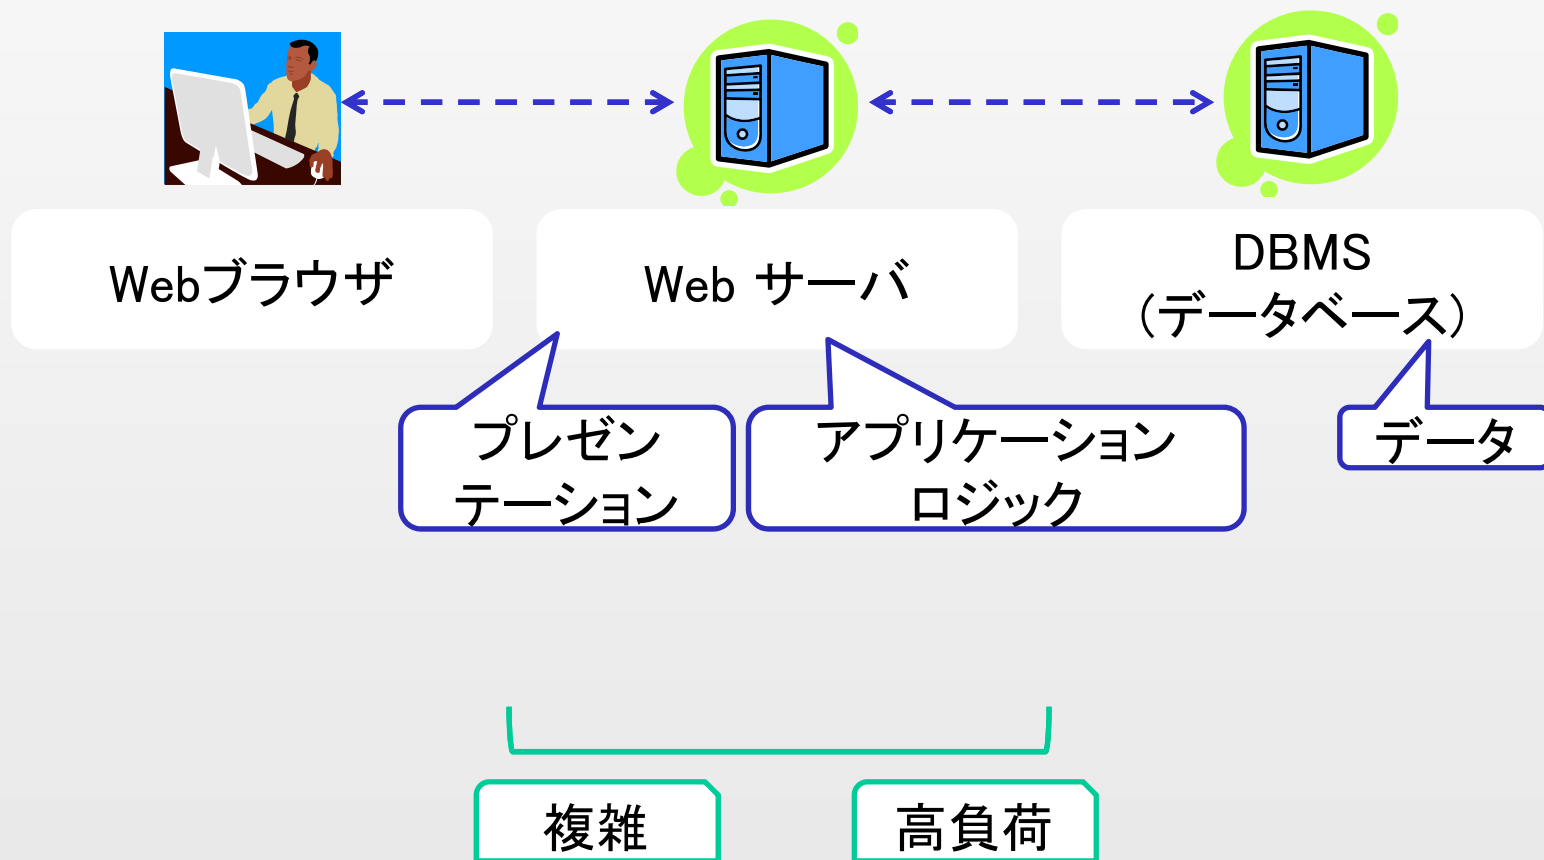 Webブラウザ
Web サーバ
DBMS
(データベース)
プレゼン
テーション
アプリケーション
ロジック
データ
複雑
高負荷